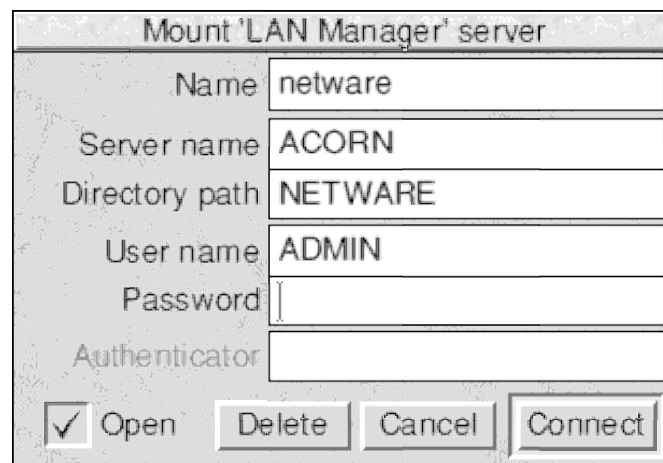 Mount 'LAN Manager' server
Name netware
Server name ACORN
Directory path NETWARE
User name ADMIN
Password
Authenticator
Open Delete Cancel Connect